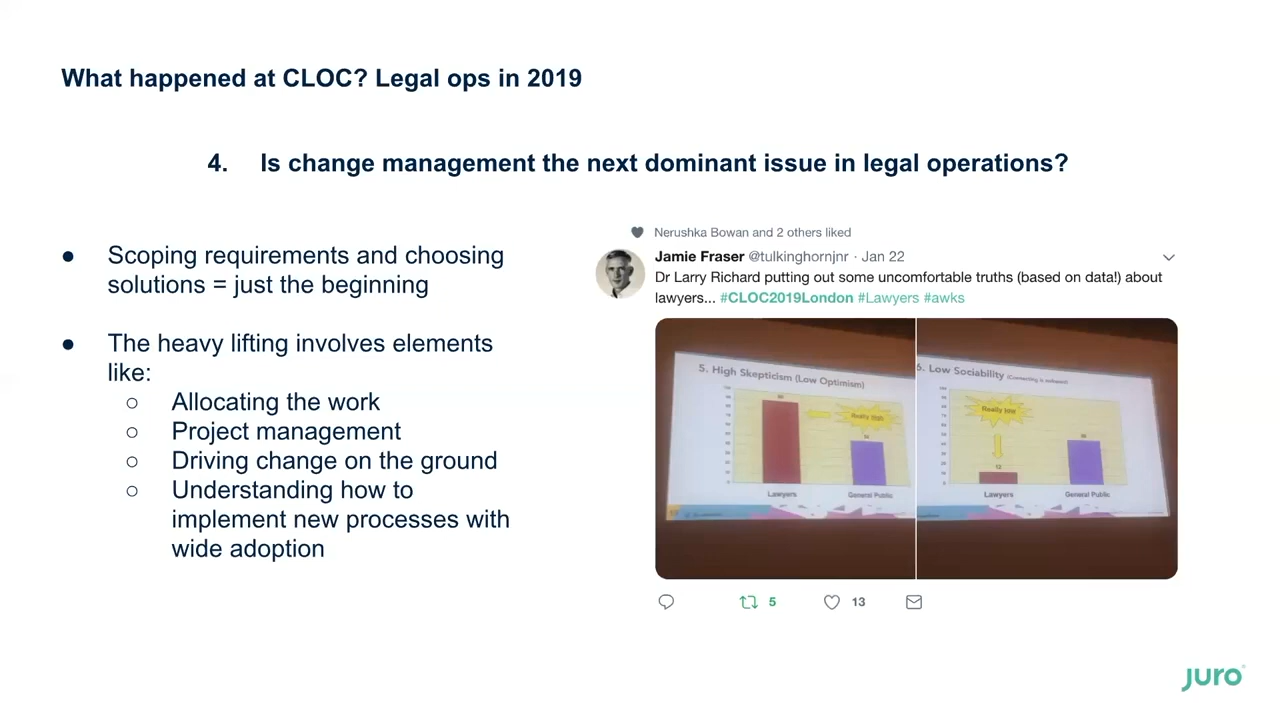 What happened at CLOC? Legal ops in 2019
4. Is change management the next dominant issue in legal operations?
● Scoping requirements and choosing
solutions = just the beginning
● The heavy lifting involves elements
like:
○ Allocating the work
○ Project management
○ Driving change on the ground
○ Understanding how to
implement new processes with
wide adoption
Nerushka Bowan and 2 others liked
Jamie Fraser @tulkinghornjnr · Jan 22
Dr Larry Richard putting out some uncomfortable truths (based on data!) about
lawyers... #CLOC2019London #Lawyers #awks
5. High Skepticism (Low Optimism)
Lawyers
General Public
6. Low Sociability
Really low
12
Lawyers
General Public
5
13
juro